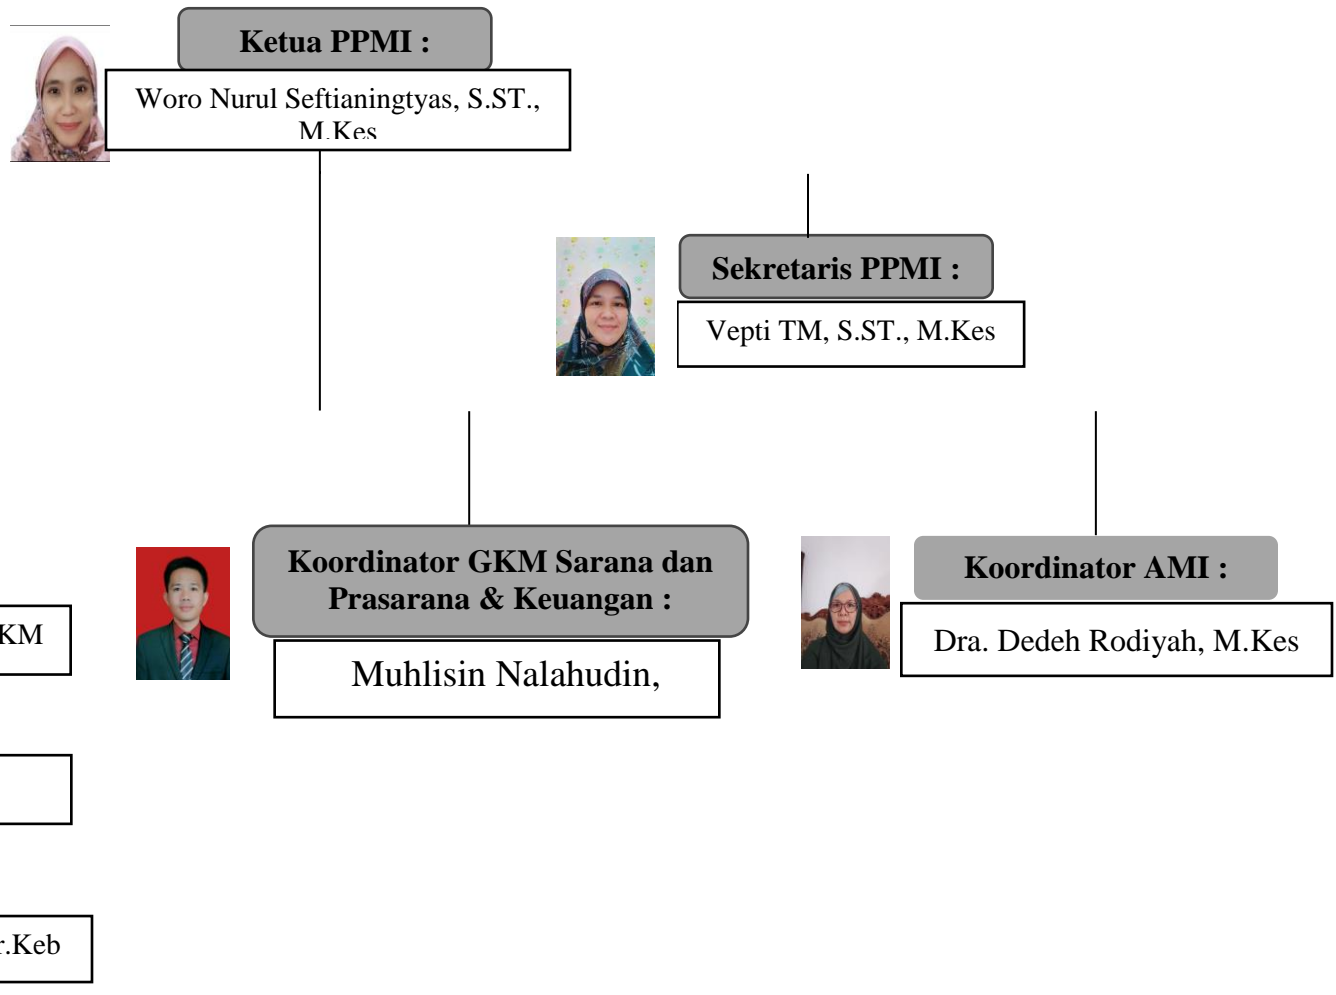 Ketua PPMI :
Woro Nurul Seftianingtyas, S.ST.,
M.Kes
Sekretaris PPMI :
Vepti TM, S.ST., M.Kes
Koordinator GKM Sarana dan
Prasarana & Keuangan :
Muhlisin Nalahudin,
Koordinator AMI :
Dra. Dedeh Rodiyah, M.Kes
KM
r.Keb